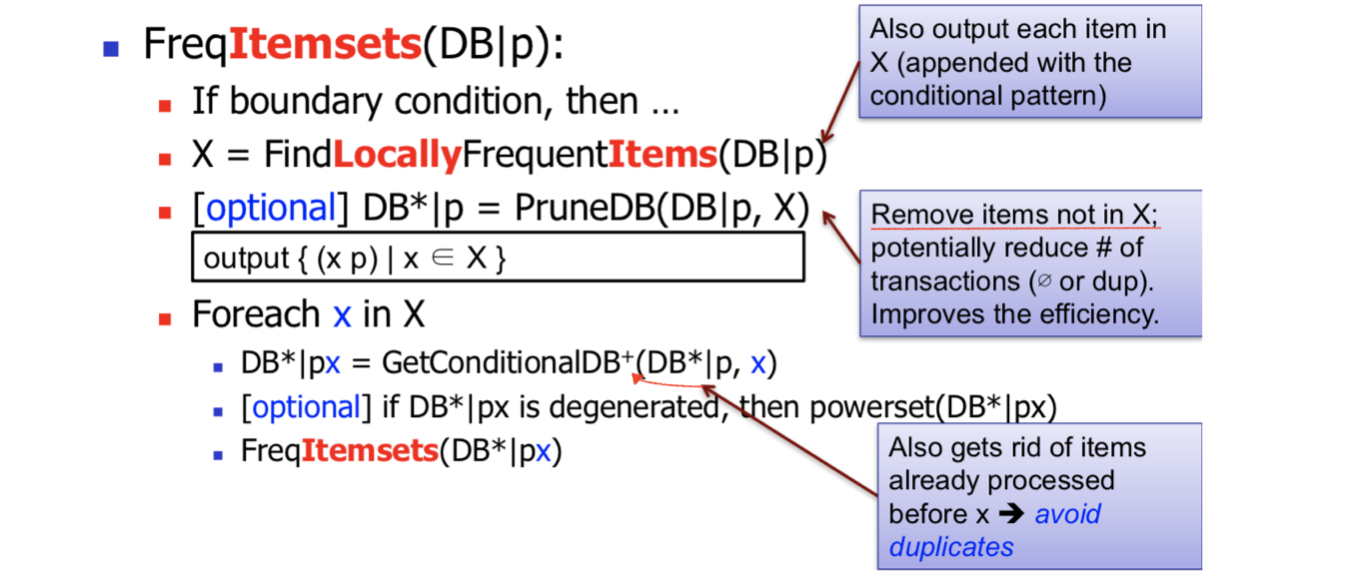 FreqItemsets(DB|p):
If boundary condition, then ...
X = FindLocallyFrequentItems(DB|p)
[optional] DB*|p = PruneDB(DB|p, X)
output { (x p) | x ∈ X }
Foreach x in X
DB*|px = GetConditionalDB⁺(DB*|p, x)
[optional] if DB*|px is degenerated, then powerset(DB*|px)
FreqItemsets(DB*|px)
Also output each item in
X (appended with the
conditional pattern)
Remove items not in X;
potentially reduce # of
transactions (∅ or dup).
Improves the efficiency.
Also gets rid of items
already processed
before x ➔ avoid
duplicates